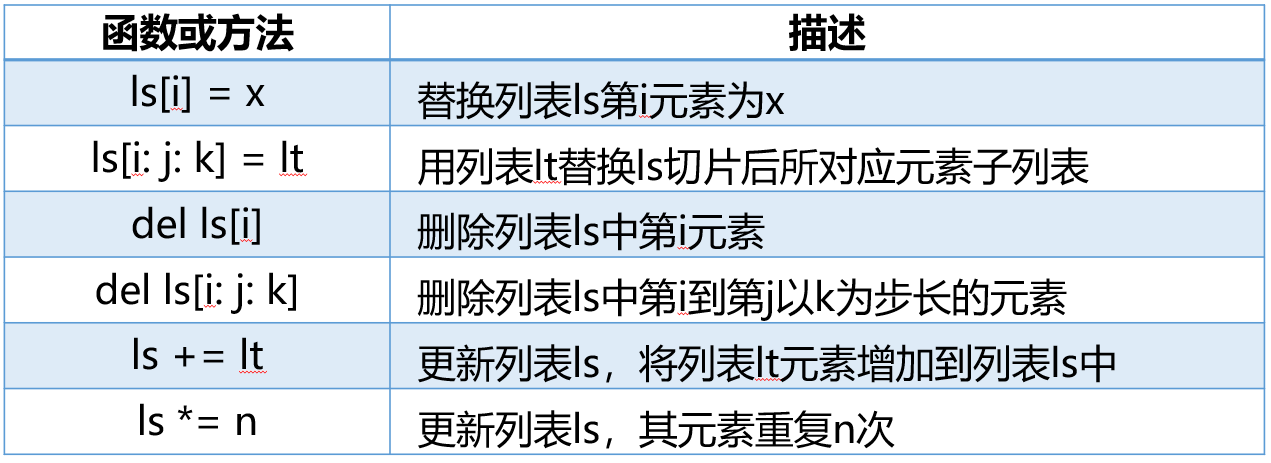 函数或方法 描述
ls[i] = x 替换列表ls第i元素为x
ls[i: j: k] = lt 用列表lt替换ls切片后所对应元素子列表
del ls[i] 删除列表ls中第i元素
del ls[i: j: k] 删除列表ls中第i到第j以k为步长的元素
ls += lt 更新列表ls，将列表lt元素增加到列表ls中
ls *= n 更新列表ls，其元素重复n次